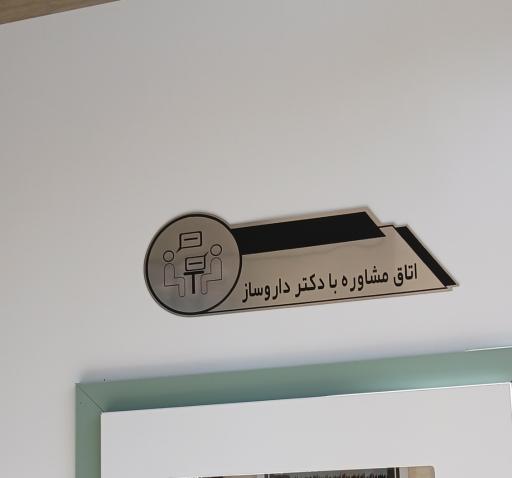 اتاق مشاوره با دکتر داروساز